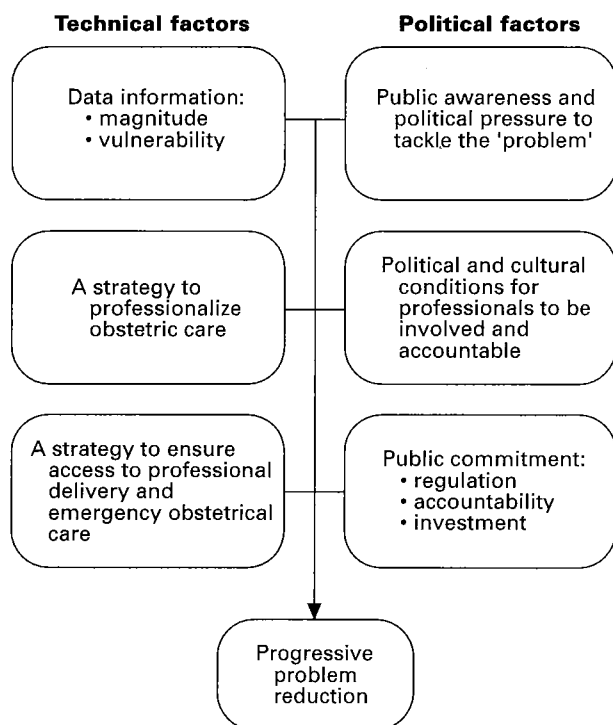 Technical factors
Political factors
Data information:
• magnitude
• vulnerability
Public awareness and
political pressure to
tackle the 'problem'
A strategy to
professionalize
obstetric care
Political and cultural
conditions for
professionals to be
involved and
accountable
A strategy to ensure
access to professional
delivery and
emergency obstetrical
care
Public commitment:
• regulation
• accountability
• investment
Progressive
problem
reduction